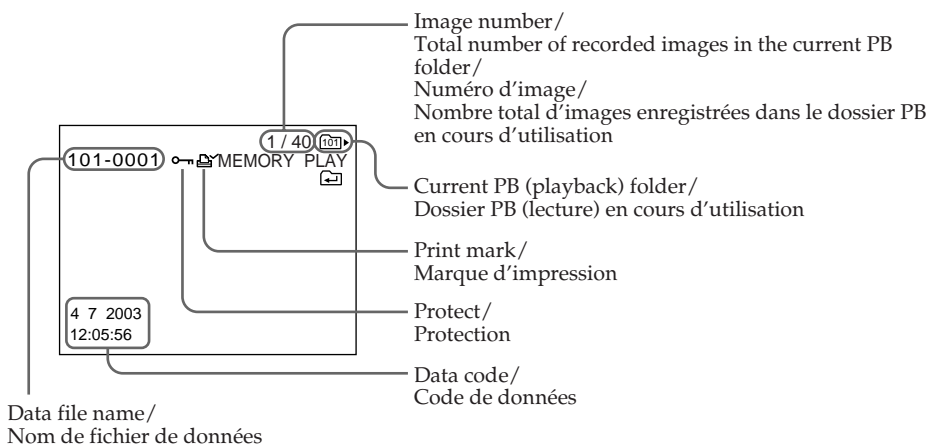 Image number/
Total number of recorded images in the current PB
folder/
Numéro d'image/
Nombre total d'images enregistrées dans le dossier PB
en cours d'utilisation
1 / 40 101
101-0001 MEMORY PLAY
Current PB (playback) folder/
Dossier PB (lecture) en cours d'utilisation
Print mark/
Marque d'impression
4 7 2003
12:05:56
Protect/
Protection
Data code/
Code de données
Data file name/
Nom de fichier de données